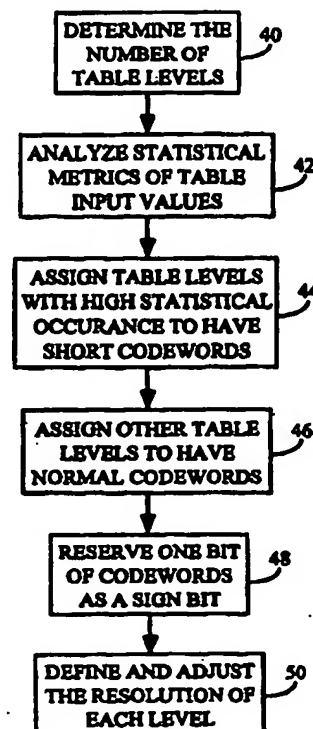 DETERMINE THE
NUMBER OF
TABLE LEVELS
40
ANALYZE STATISTICAL
METRICS OF TABLE
INPUT VALUES
42
ASSIGN TABLE LEVELS
WITH HIGH STATISTICAL
OCCURANCE TO HAVE
SHORT CODEWORDS
44
ASSIGN OTHER TABLE
LEVELS TO HAVE
NORMAL CODEWORDS
46
RESERVE ONE BIT
OF CODEWORDS
AS A SIGN BIT
48
DEFINE AND ADJUST
THE RESOLUTION OF
EACH LEVEL
50